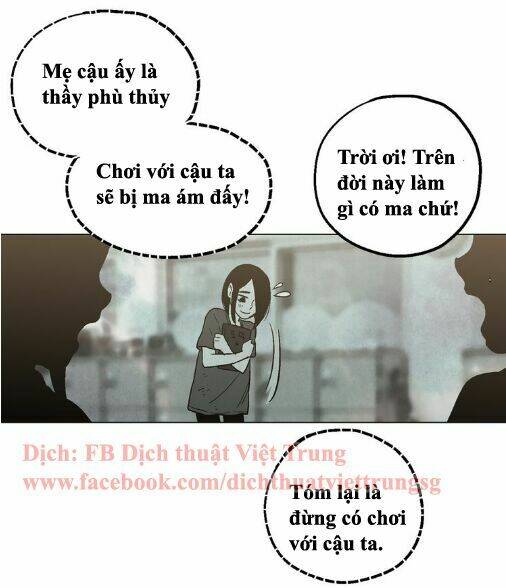 Mẹ cậu ấy là
thầy phù thủy
Chơi với cậu ta
sẽ bị ma ám đấy!
Trời ơi! Trên
đời này làm
gì có ma chứ!
Dịch: FB Dịch thuật Việt Trung
www.facebook.com/dichthuatviettrungsg
Tóm lại là
đừng có chơi
với cậu ta.